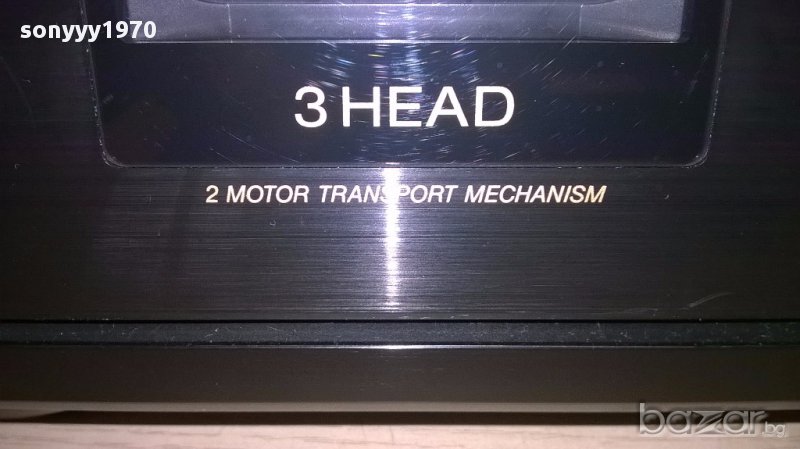 sonyyy1970
3 HEAD
2 MOTOR TRANSPORT MECHANISM
bazar.bg